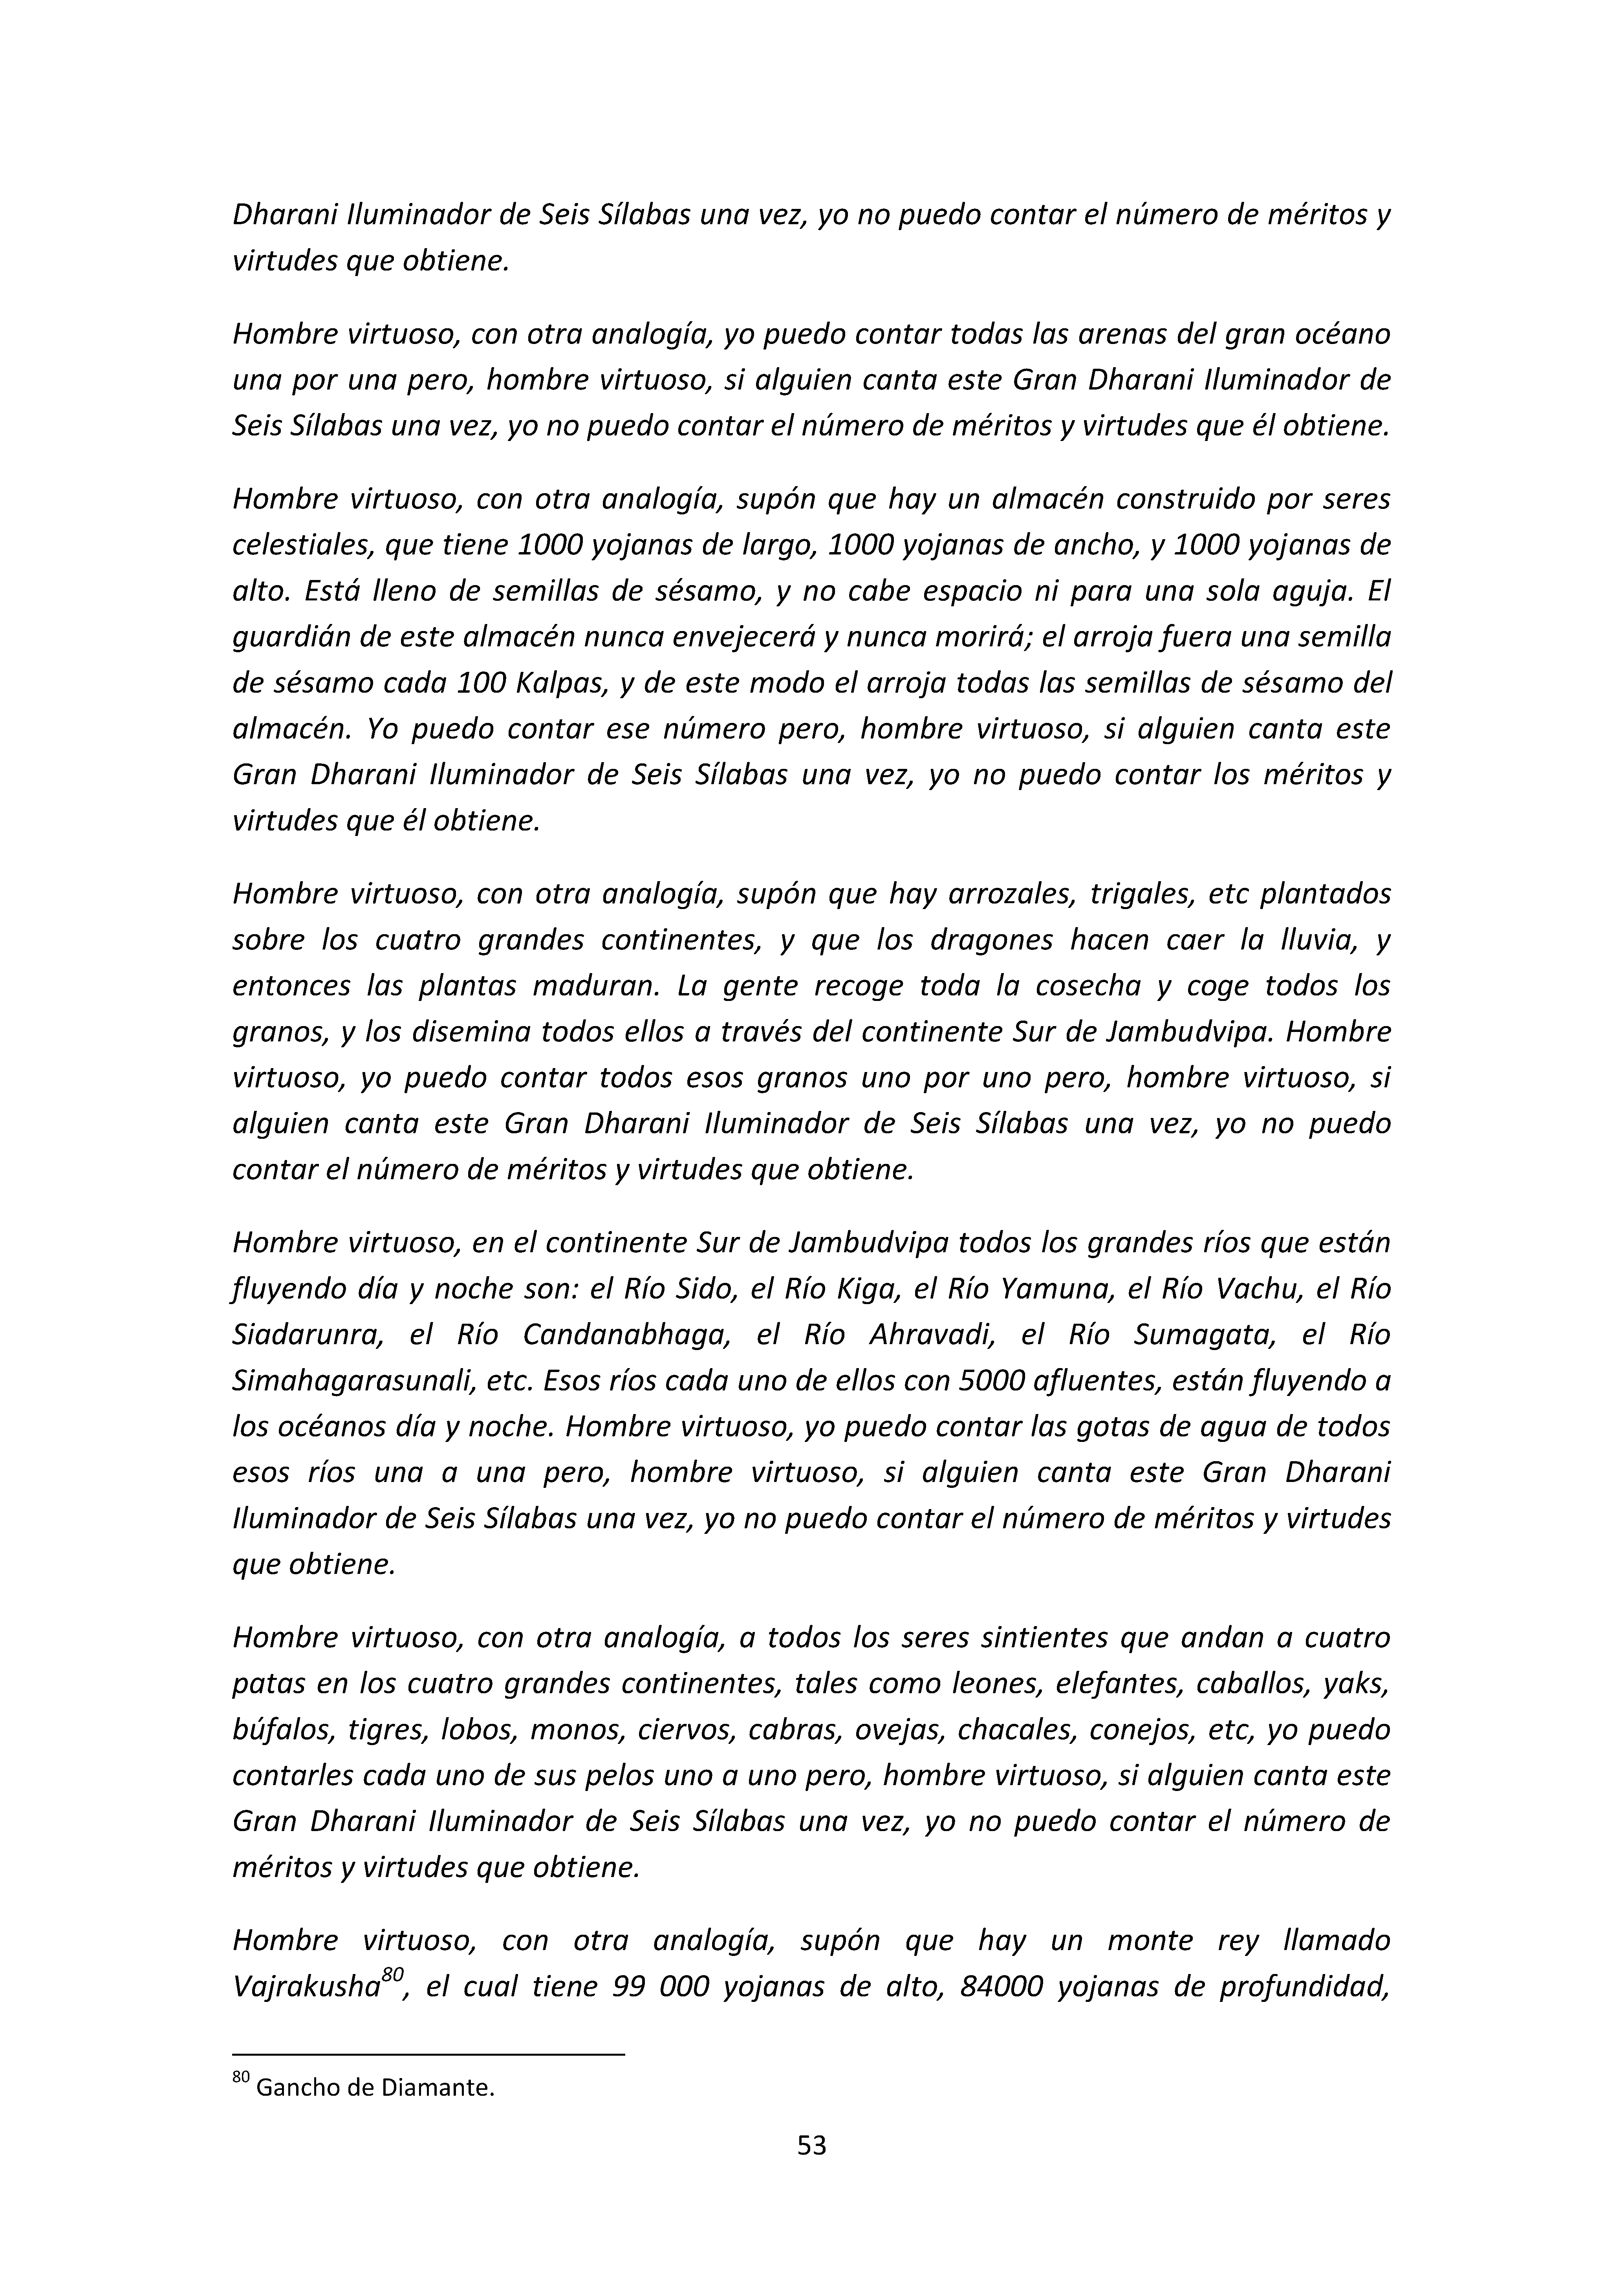 Dharani Iluminador de Seis Sílabas una vez, yo no puedo contar el número de méritos y
virtudes que obtiene.
Hombre virtuoso, con otra analogía, yo puedo contar todas las arenas del gran océano
una por una pero, hombre virtuoso, si alguien canta este Gran Dharani Iluminador de
Seis Sílabas una vez, yo no puedo contar el número de méritos y virtudes que él obtiene.
Hombre virtuoso, con otra analogía, supón que hay un almacén construido por seres
celestiales, que tiene 1000 yojanas de largo, 1000 yojanas de ancho, y 1000 yojanas de
alto. Está lleno de semillas de sésamo, y no cabe espacio ni para una sola aguja. El
guardián de este almacén nunca envejecerá y nunca morirá; el arroja fuera una semilla
de sésamo cada 100 Kalpas, y de este modo el arroja todas las semillas de sésamo del
almacén. Yo puedo contar ese número pero, hombre virtuoso, si alguien canta este
Gran Dharani Iluminador de Seis Sílabas una vez, yo no puedo contar los méritos y
virtudes que él obtiene.
Hombre virtuoso, con otra analogía, supón que hay arrozales, trigales, etc plantados
sobre los cuatro grandes continentes, y que los dragones hacen caer la lluvia, y
entonces las plantas maduran. La gente recoge toda la cosecha y coge todos los
granos, y los disemina todos ellos a través del continente Sur de Jambudvipa. Hombre
virtuoso, yo puedo contar todos esos granos uno por uno pero, hombre virtuoso, si
alguien canta este Gran Dharani Iluminador de Seis Sílabas una vez, yo no puedo
contar el número de méritos y virtudes que obtiene.
Hombre virtuoso, en el continente Sur de Jambudvipa todos los grandes ríos que están
fluyendo día y noche son: el Río Sido, el Río Kiga, el Río Yamuna, el Río Vachu, el Río
Siadarunra, el Río Candanabhaga, el Río Ahravadi, el Río Sumagata, el Río
Simahagarasunali, etc. Esos ríos cada uno de ellos con 5000 afluentes, están fluyendo a
los océanos día y noche. Hombre virtuoso, yo puedo contar las gotas de agua de todos
esos ríos una a una pero, hombre virtuoso, si alguien canta este Gran Dharani
Iluminador de Seis Sílabas una vez, yo no puedo contar el número de méritos y virtudes
que obtiene.
Hombre virtuoso, con otra analogía, a todos los seres sintientes que andan a cuatro
patas en los cuatro grandes continentes, tales como leones, elefantes, caballos, yaks,
búfalos, tigres, lobos, monos, ciervos, cabras, ovejas, chacales, conejos, etc, yo puedo
contarles cada uno de sus pelos uno a uno pero, hombre virtuoso, si alguien canta este
Gran Dharani Iluminador de Seis Sílabas una vez, yo no puedo contar el número de
méritos y virtudes que obtiene.
Hombre virtuoso, con otra analogía, supón que hay un monte rey llamado
Vajrakusha80, el cual tiene 99 000 yojanas de alto, 84000 yojanas de profundidad,
80 Gancho de Diamante.
53